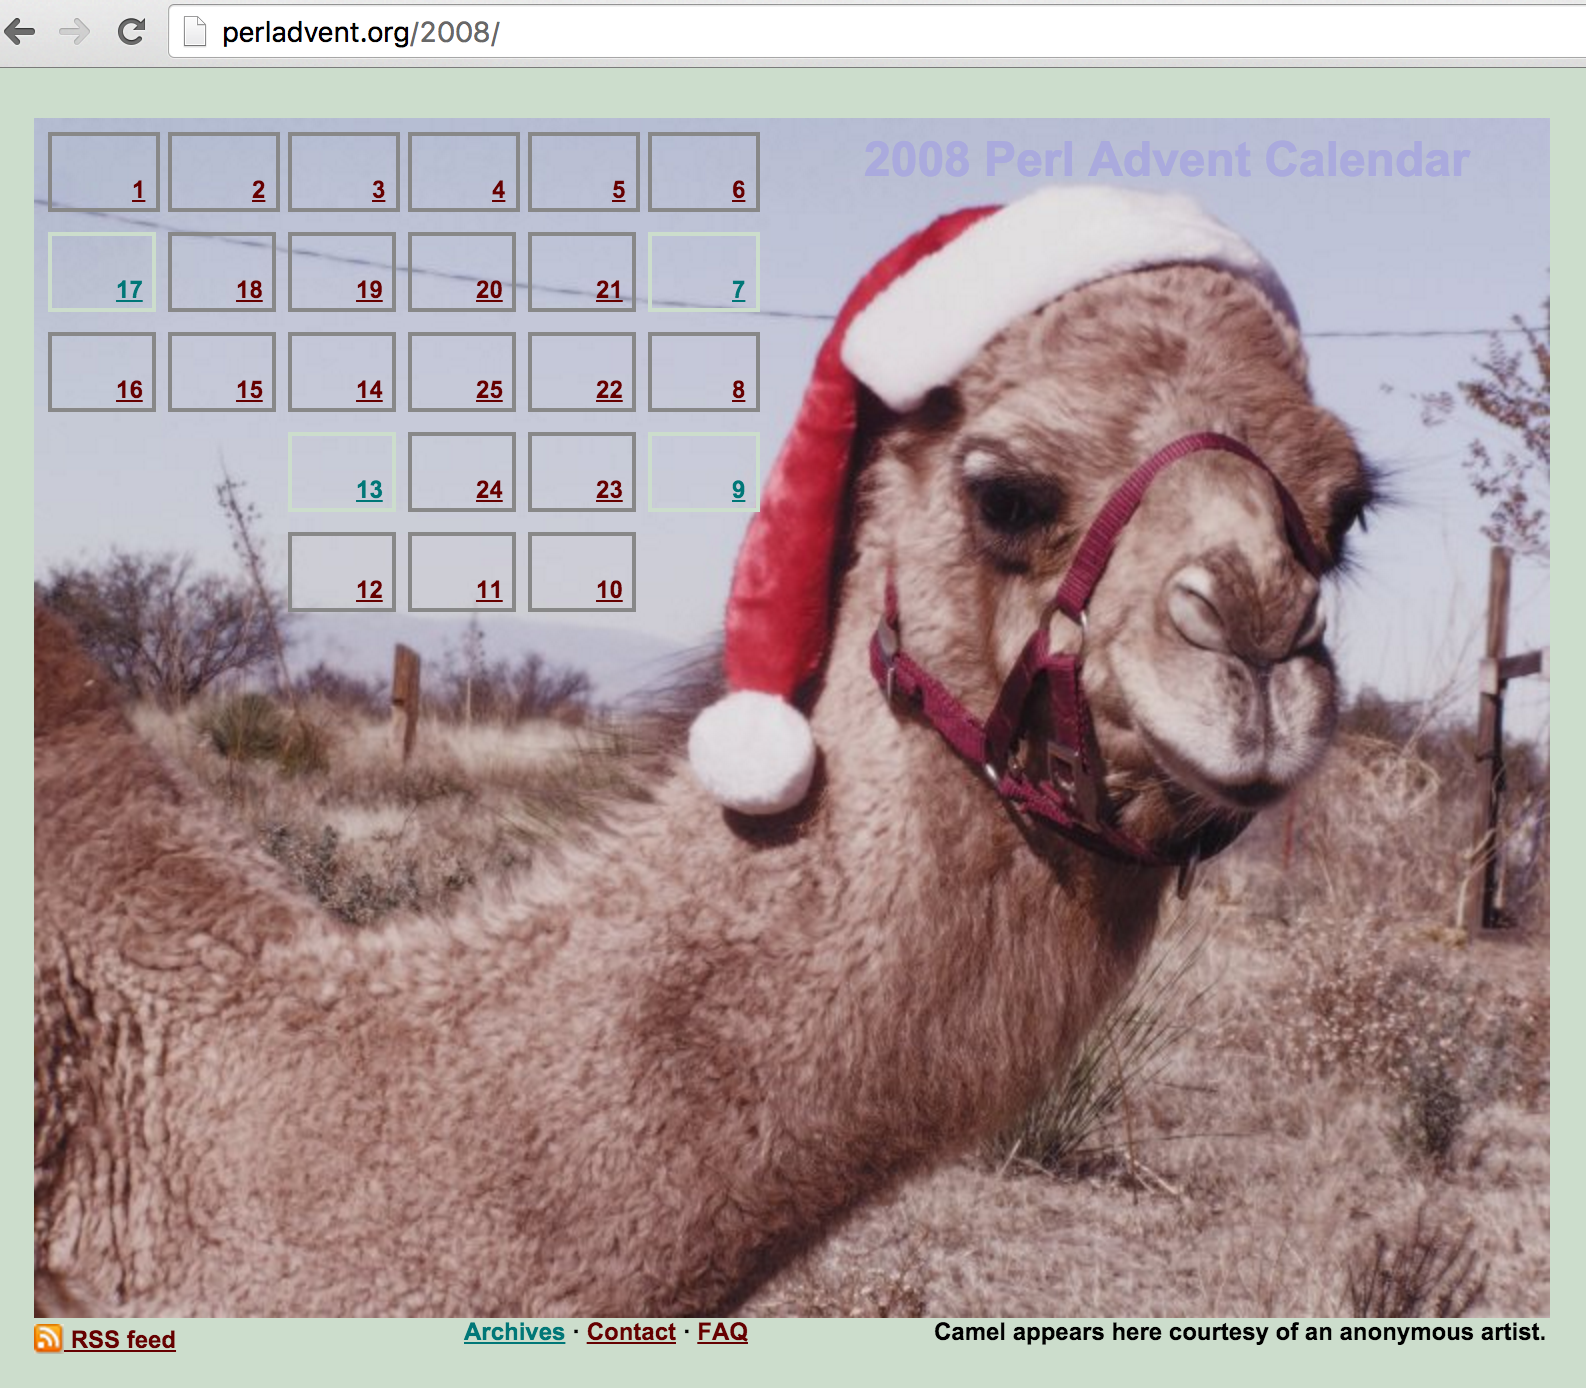 perladvent.org/2008/
2008 Perl Advent Calendar
1 2 3 4 5 6
17 18 19 20 21 7
16 15 14 25 22 8
13 24 23 9
12 11 10
RSS feed
Archives · Contact · FAQ
Camel appears here courtesy of an anonymous artist.